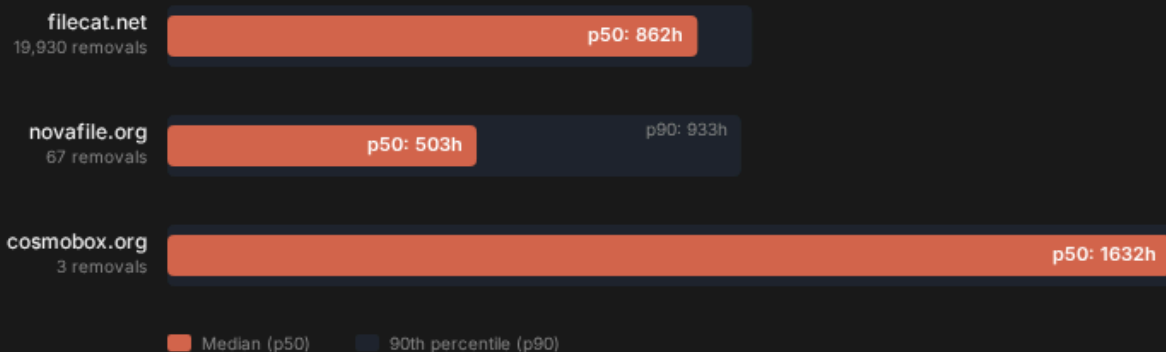 filecat.net
19,930 removals
p50: 862h
novafile.org
67 removals
p50: 503h
p90: 933h
cosmobox.org
3 removals
p50: 1632h
Median (p50)
90th percentile (p90)